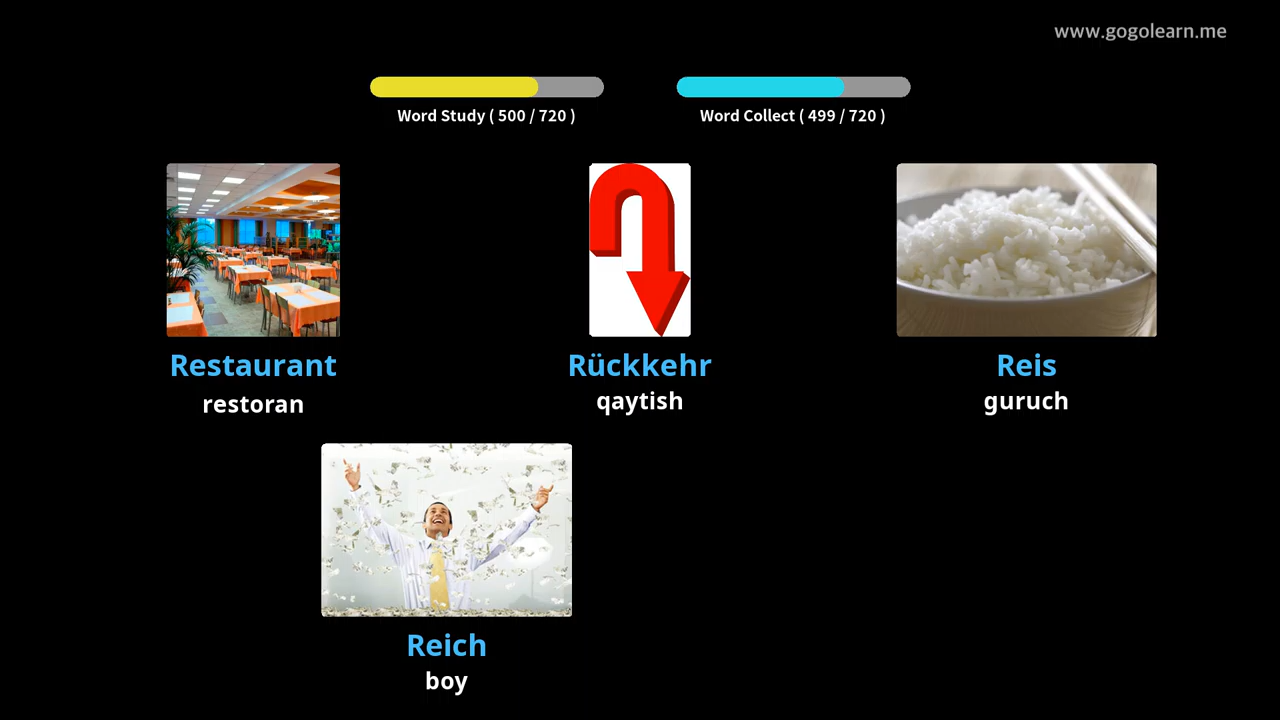 www.gogolearn.me
Word Study ( 500 / 720 )
Word Collect ( 499 / 720 )
Restaurant
restoran
Rückkehr
qaytish
Reis
guruch
Reich
boy